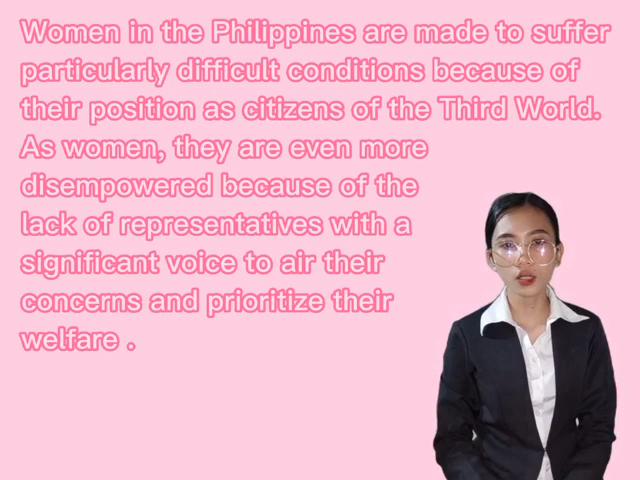 Women in the Philippines are made to suffer
particularly difficult conditions because of
their position as citizens of the Third World.
As women, they are even more
disempowered because of the
lack of representatives with a
significant voice to air their
concerns and prioritize their
welfare .